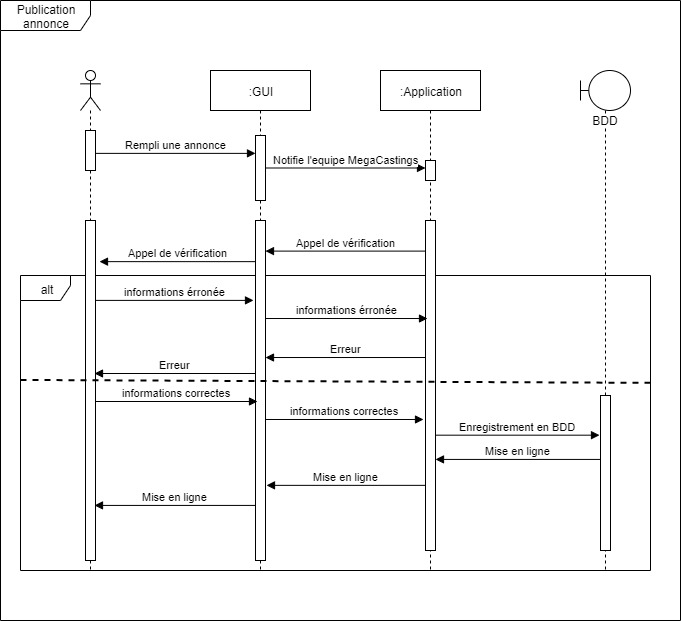 Publication
annonce
:GUI
:Application
BDD
Rempli une annonce
Notifie l'equipe MegaCastings
Appel de vérification
Appel de vérification
alt
informations érronée
informations érronée
Erreur
Erreur
informations correctes
informations correctes
Enregistrement en BDD
Mise en ligne
Mise en ligne
Mise en ligne